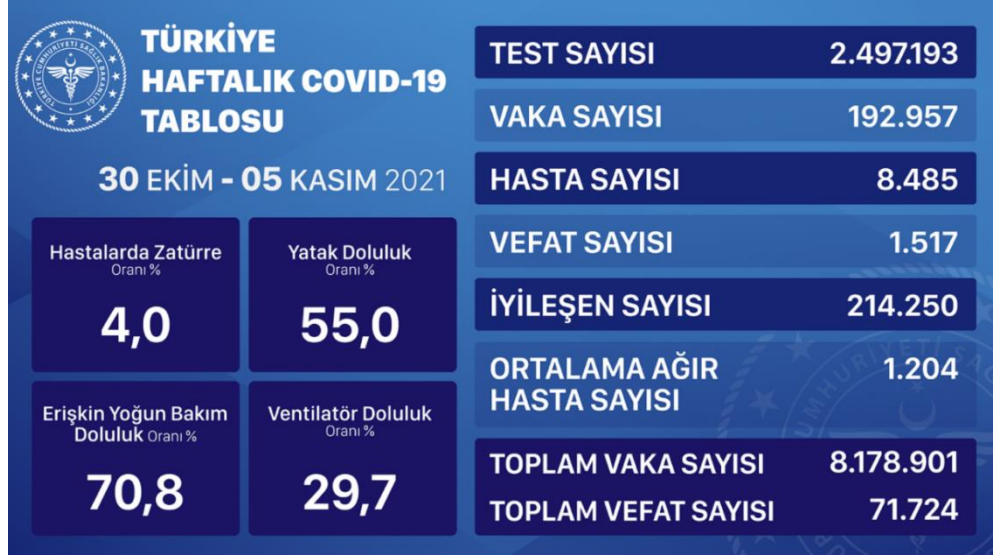 TÜRKİYE
HAFTALIK COVID-19
TABLOSU
30 EKİM - 05 KASIM 2021
Hastalarda Zatürre
Oranı %
4,0
Yatak Doluluk
Oranı %
55,0
Erişkin Yoğun Bakım
Doluluk Oranı %
70,8
Ventilatör Doluluk
Oranı %
29,7
TEST SAYISI 2.497.193
VAKA SAYISI 192.957
HASTA SAYISI 8.485
VEFAT SAYISI 1.517
İYİLEŞEN SAYISI 214.250
ORTALAMA AĞIR 1.204
HASTA SAYISI
TOPLAM VAKA SAYISI 8.178.901
TOPLAM VEFAT SAYISI 71.724